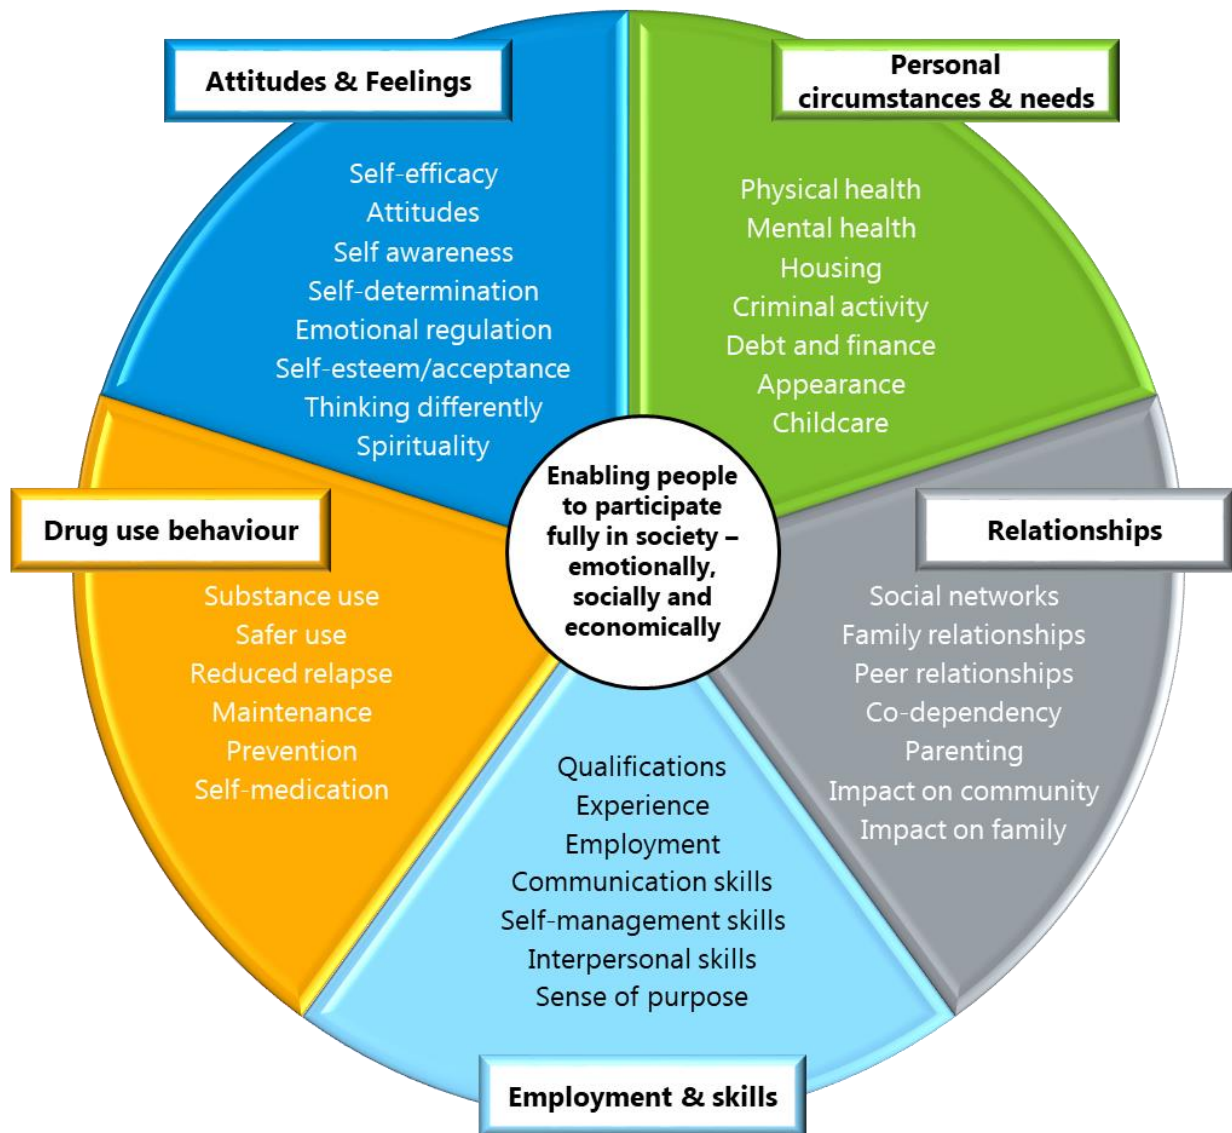 Attitudes & Feelings
Self-efficacy
Attitudes
Self awareness
Self-determination
Emotional regulation
Self-esteem/acceptance
Thinking differently
Spirituality
Personal
circumstances & needs
Physical health
Mental health
Housing
Criminal activity
Debt and finance
Appearance
Childcare
Enabling people
to participate
fully in society –
emotionally,
socially and
economically
Drug use behaviour
Substance use
Safer use
Reduced relapse
Maintenance
Prevention
Self-medication
Relationships
Social networks
Family relationships
Peer relationships
Co-dependency
Parenting
Impact on community
Impact on family
Qualifications
Experience
Employment
Communication skills
Self-management skills
Interpersonal skills
Sense of purpose
Employment & skills